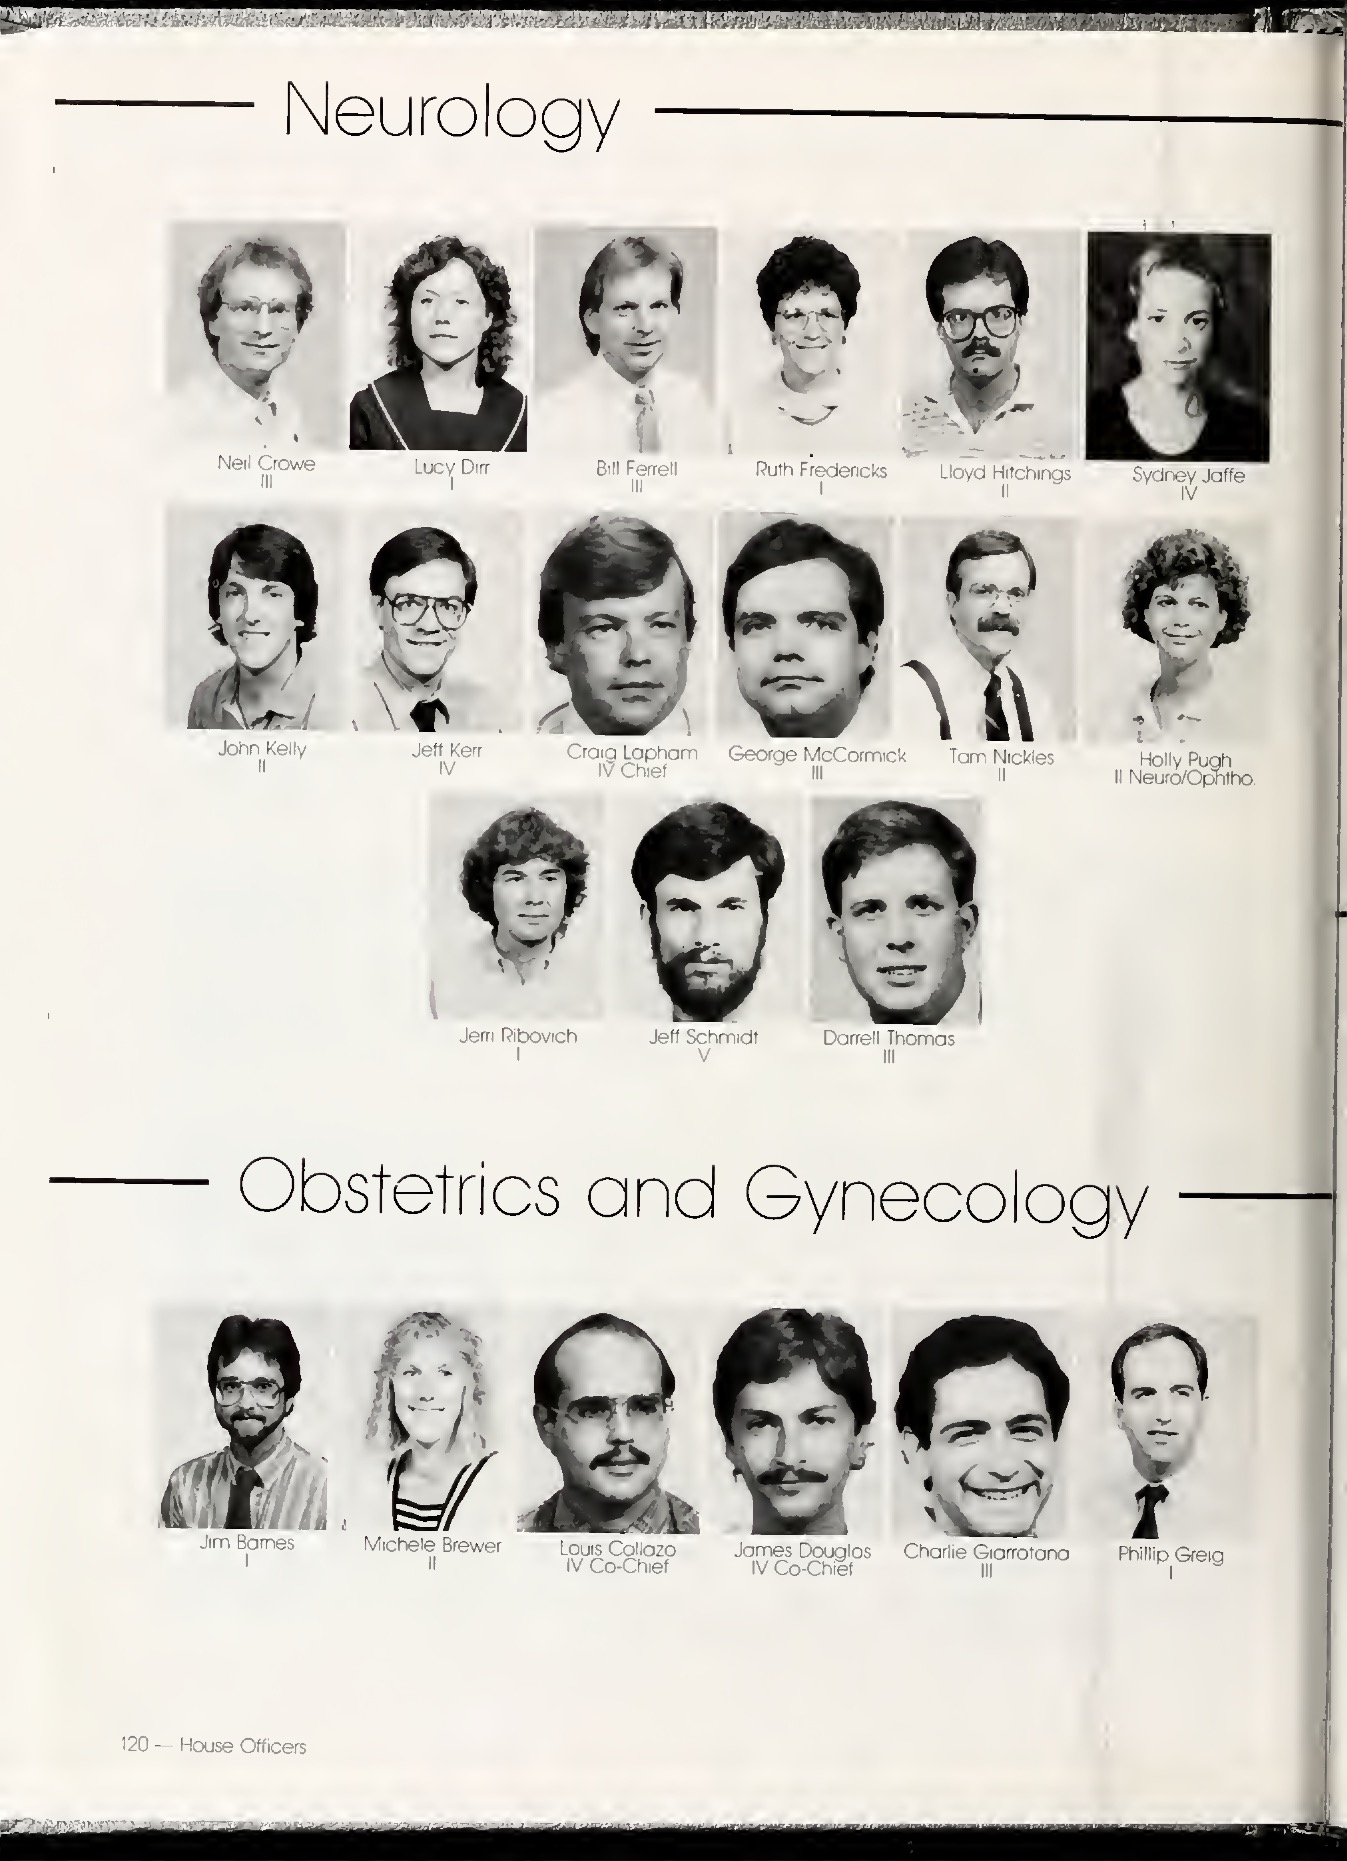 Neurology
Neil Crowe
III
Lucy Dirr
I
Bill Ferrell
III
Ruth Fredericks
I
Lloyd Hitchings
II
Sydney Jaffe
IV
John Kelly
II
Jeff Kerr
IV
Craig Lapham
IV Chief
George McCormick
III
Tam Nickles
II
Holly Pugh
II Neuro/Ophtho.
Jerri Ribovich
I
Jeff Schmidt
V
Darrell Thomas
III
Obstetrics and Gynecology
Jim Barnes
I
Michele Brewer
II
Louis Collazo
IV Co-Chief
James Douglas
IV Co-Chief
Charlie Giarrotana
III
Phillip Greig
I
120 — House Officers